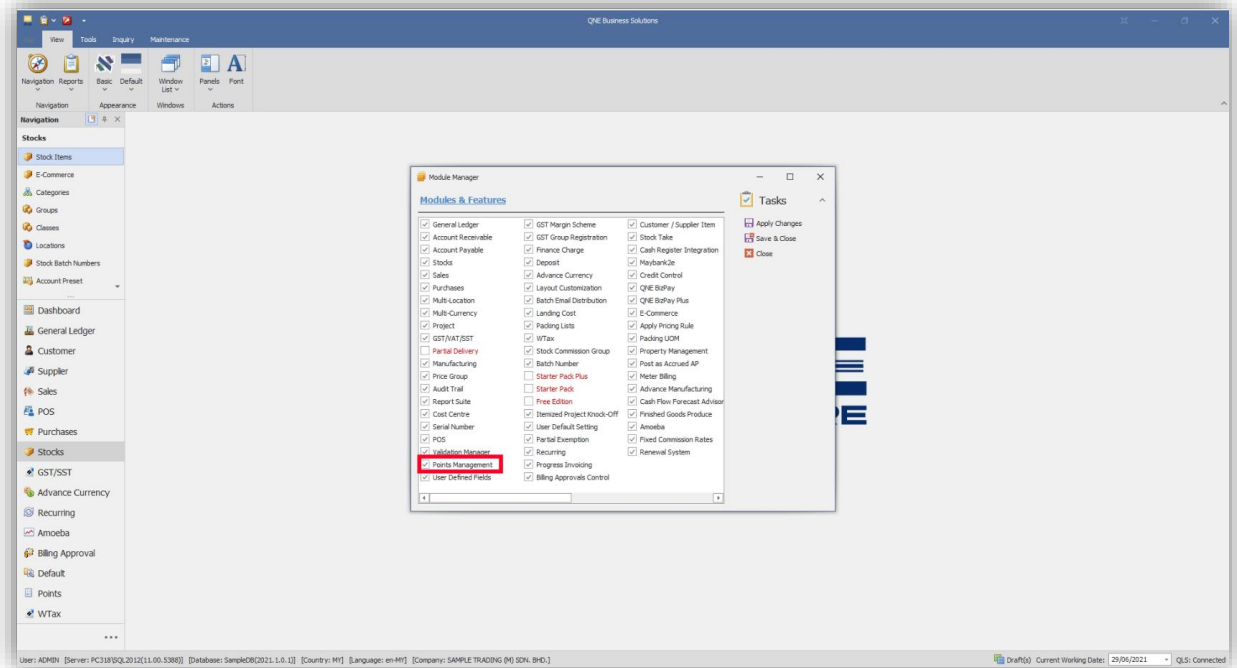 QNE Business Solutions
View Tools Inquiry Maintenance
Navigation Reports Basic Default Window List Panels Font
Navigation Appearance Windows Actions
Navigation
Stocks
Stock Items
E-Commerce
Categories
Groups
Classes
Locations
Stock Batch Numbers
Account Preset
Dashboard
General Ledger
Customer
Supplier
Sales
POS
Purchases
Stocks
GST/SST
Advance Currency
Recurring
Amoeba
Billing Approval
Default
Points
WTax
Module Manager
Modules & Features
General Ledger GST Margin Scheme Customer / Supplier Item
Account Receivable GST Group Registration Stock Take
Account Payable Finance Charge Cash Register Integration
Stocks Deposit Maybank2e
Sales Advance Currency Credit Control
Purchases Layout Customization QNE BizPay
Multi-Location Batch Email Distribution QNE BizPay Plus
Multi-Currency Landing Cost E-Commerce
Project Packing Lists Apply Pricing Rule
GST/VAT/SST WTax Packing UOM
Partial Delivery Stock Commission Group Property Management
Manufacturing Batch Number Post as Accrued AP
Price Group Starter Pack Plus Meter Billing
Audit Trail Starter Pack Advance Manufacturing
Report Suite Free Edition Cash Flow Forecast Advisor
Cost Centre Itemized Project Knock-Off Finished Goods Produce
Serial Number User Default Setting Amoeba
POS Partial Exemption Fixed Commission Rates
Validation Manager Recurring Renewal System
Points Management Progress Invoicing
User Defined Fields Billing Approvals Control
Tasks
Apply Changes
Save & Close
Close
User: ADMIN [Server: PC318\SQL2012(11.00.5388)] [Database: SampleDB(2021.1.0.1)] [Country: MY] [Language: en-MY] [Company: SAMPLE TRADING (M) SDN. BHD.] Draft(s) Current Working Date: 29/06/2021 QLS: Connected